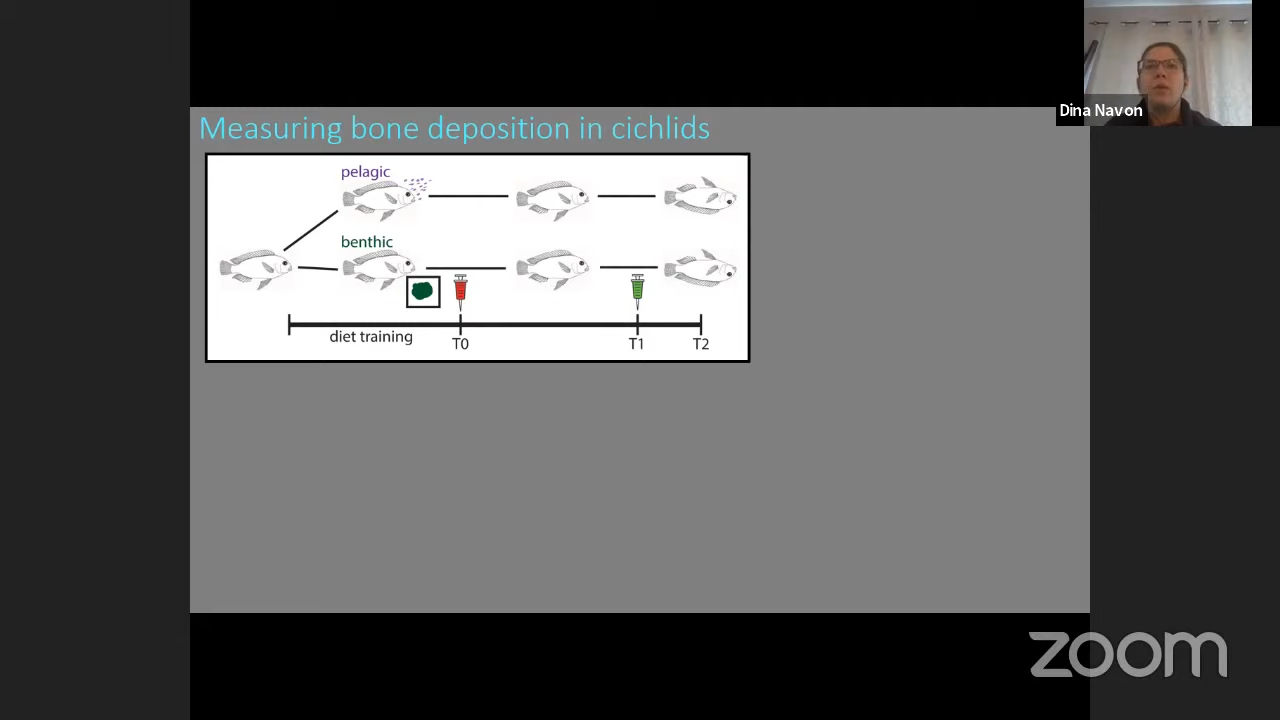 Dina Navon
Measuring bone deposition in cichlids
pelagic
benthic
diet training
T0
T1
T2
zoom